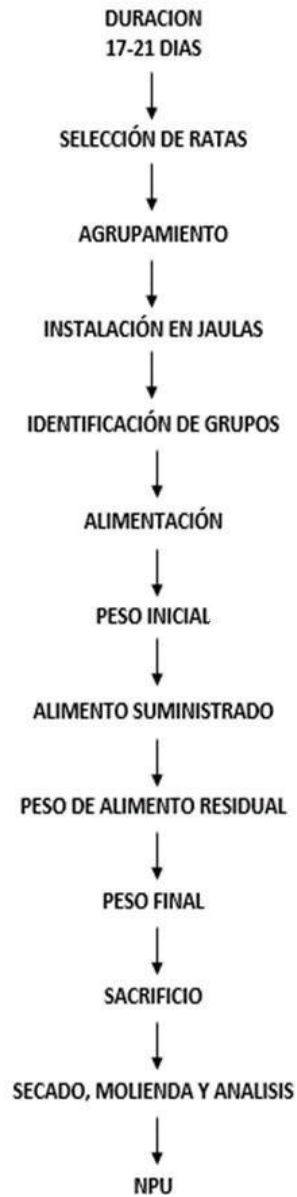 DURACION
17-21 DIAS
SELECCIÓN DE RATAS
AGRUPAMIENTO
INSTALACIÓN EN JAULAS
IDENTIFICACIÓN DE GRUPOS
ALIMENTACIÓN
PESO INICIAL
ALIMENTO SUMINISTRADO
PESO DE ALIMENTO RESIDUAL
PESO FINAL
SACRIFICIO
SECADO, MOLIENDA Y ANALISIS
NPU